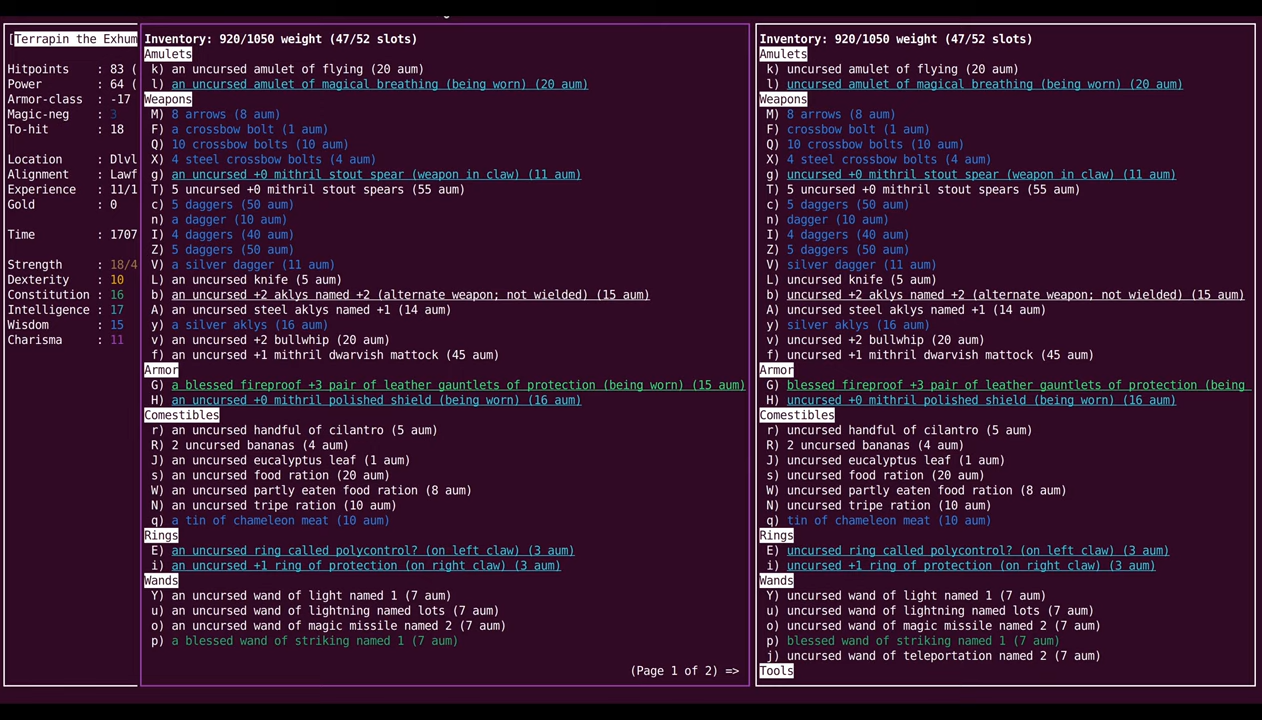 [Terrapin the Exhum
Hitpoints : 83 (
Power : 64 (
Armor-class : -17
Magic-neg : 3
To-hit : 18
Location : Dlvl
Alignment : Lawf
Experience : 11/1
Gold : 0
Time : 1707
Strength : 18/4
Dexterity : 10
Constitution : 16
Intelligence : 17
Wisdom : 15
Charisma : 11
Inventory: 920/1050 weight (47/52 slots)
Amulets
k) an uncursed amulet of flying (20 aum)
l) an uncursed amulet of magical breathing (being worn) (20 aum)
Weapons
M) 8 arrows (8 aum)
F) a crossbow bolt (1 aum)
Q) 10 crossbow bolts (10 aum)
X) 4 steel crossbow bolts (4 aum)
g) an uncursed +0 mithril stout spear (weapon in claw) (11 aum)
T) 5 uncursed +0 mithril stout spears (55 aum)
c) 5 daggers (50 aum)
n) a dagger (10 aum)
I) 4 daggers (40 aum)
Z) 5 daggers (50 aum)
V) a silver dagger (11 aum)
L) an uncursed knife (5 aum)
b) an uncursed +2 aklys named +2 (alternate weapon; not wielded) (15 aum)
A) an uncursed steel aklys named +1 (14 aum)
y) a silver aklys (16 aum)
v) an uncursed +2 bullwhip (20 aum)
f) an uncursed +1 mithril dwarvish mattock (45 aum)
Armor
G) a blessed fireproof +3 pair of leather gauntlets of protection (being worn) (15 aum)
H) an uncursed +0 mithril polished shield (being worn) (16 aum)
Comestibles
r) an uncursed handful of cilantro (5 aum)
R) 2 uncursed bananas (4 aum)
J) an uncursed eucalyptus leaf (1 aum)
s) an uncursed food ration (20 aum)
W) an uncursed partly eaten food ration (8 aum)
N) an uncursed tripe ration (10 aum)
q) a tin of chameleon meat (10 aum)
Rings
E) an uncursed ring called polycontrol? (on left claw) (3 aum)
i) an uncursed +1 ring of protection (on right claw) (3 aum)
Wands
Y) an uncursed wand of light named 1 (7 aum)
u) an uncursed wand of lightning named lots (7 aum)
o) an uncursed wand of magic missile named 2 (7 aum)
p) a blessed wand of striking named 1 (7 aum)
(Page 1 of 2) =>
Inventory: 920/1050 weight (47/52 slots)
Amulets
k) uncursed amulet of flying (20 aum)
l) uncursed amulet of magical breathing (being worn) (20 aum)
Weapons
M) 8 arrows (8 aum)
F) crossbow bolt (1 aum)
Q) 10 crossbow bolts (10 aum)
X) 4 steel crossbow bolts (4 aum)
g) uncursed +0 mithril stout spear (weapon in claw) (11 aum)
T) 5 uncursed +0 mithril stout spears (55 aum)
c) 5 daggers (50 aum)
n) dagger (10 aum)
I) 4 daggers (40 aum)
Z) 5 daggers (50 aum)
V) silver dagger (11 aum)
L) uncursed knife (5 aum)
b) uncursed +2 aklys named +2 (alternate weapon; not wielded) (15 aum)
A) uncursed steel aklys named +1 (14 aum)
y) silver aklys (16 aum)
v) uncursed +2 bullwhip (20 aum)
f) uncursed +1 mithril dwarvish mattock (45 aum)
Armor
G) blessed fireproof +3 pair of leather gauntlets of protection (being
H) uncursed +0 mithril polished shield (being worn) (16 aum)
Comestibles
r) uncursed handful of cilantro (5 aum)
R) 2 uncursed bananas (4 aum)
J) uncursed eucalyptus leaf (1 aum)
s) uncursed food ration (20 aum)
W) uncursed partly eaten food ration (8 aum)
N) uncursed tripe ration (10 aum)
q) tin of chameleon meat (10 aum)
Rings
E) uncursed ring called polycontrol? (on left claw) (3 aum)
i) uncursed +1 ring of protection (on right claw) (3 aum)
Wands
Y) uncursed wand of light named 1 (7 aum)
u) uncursed wand of lightning named lots (7 aum)
o) uncursed wand of magic missile named 2 (7 aum)
p) blessed wand of striking named 1 (7 aum)
j) uncursed wand of teleportation named 2 (7 aum)
Tools